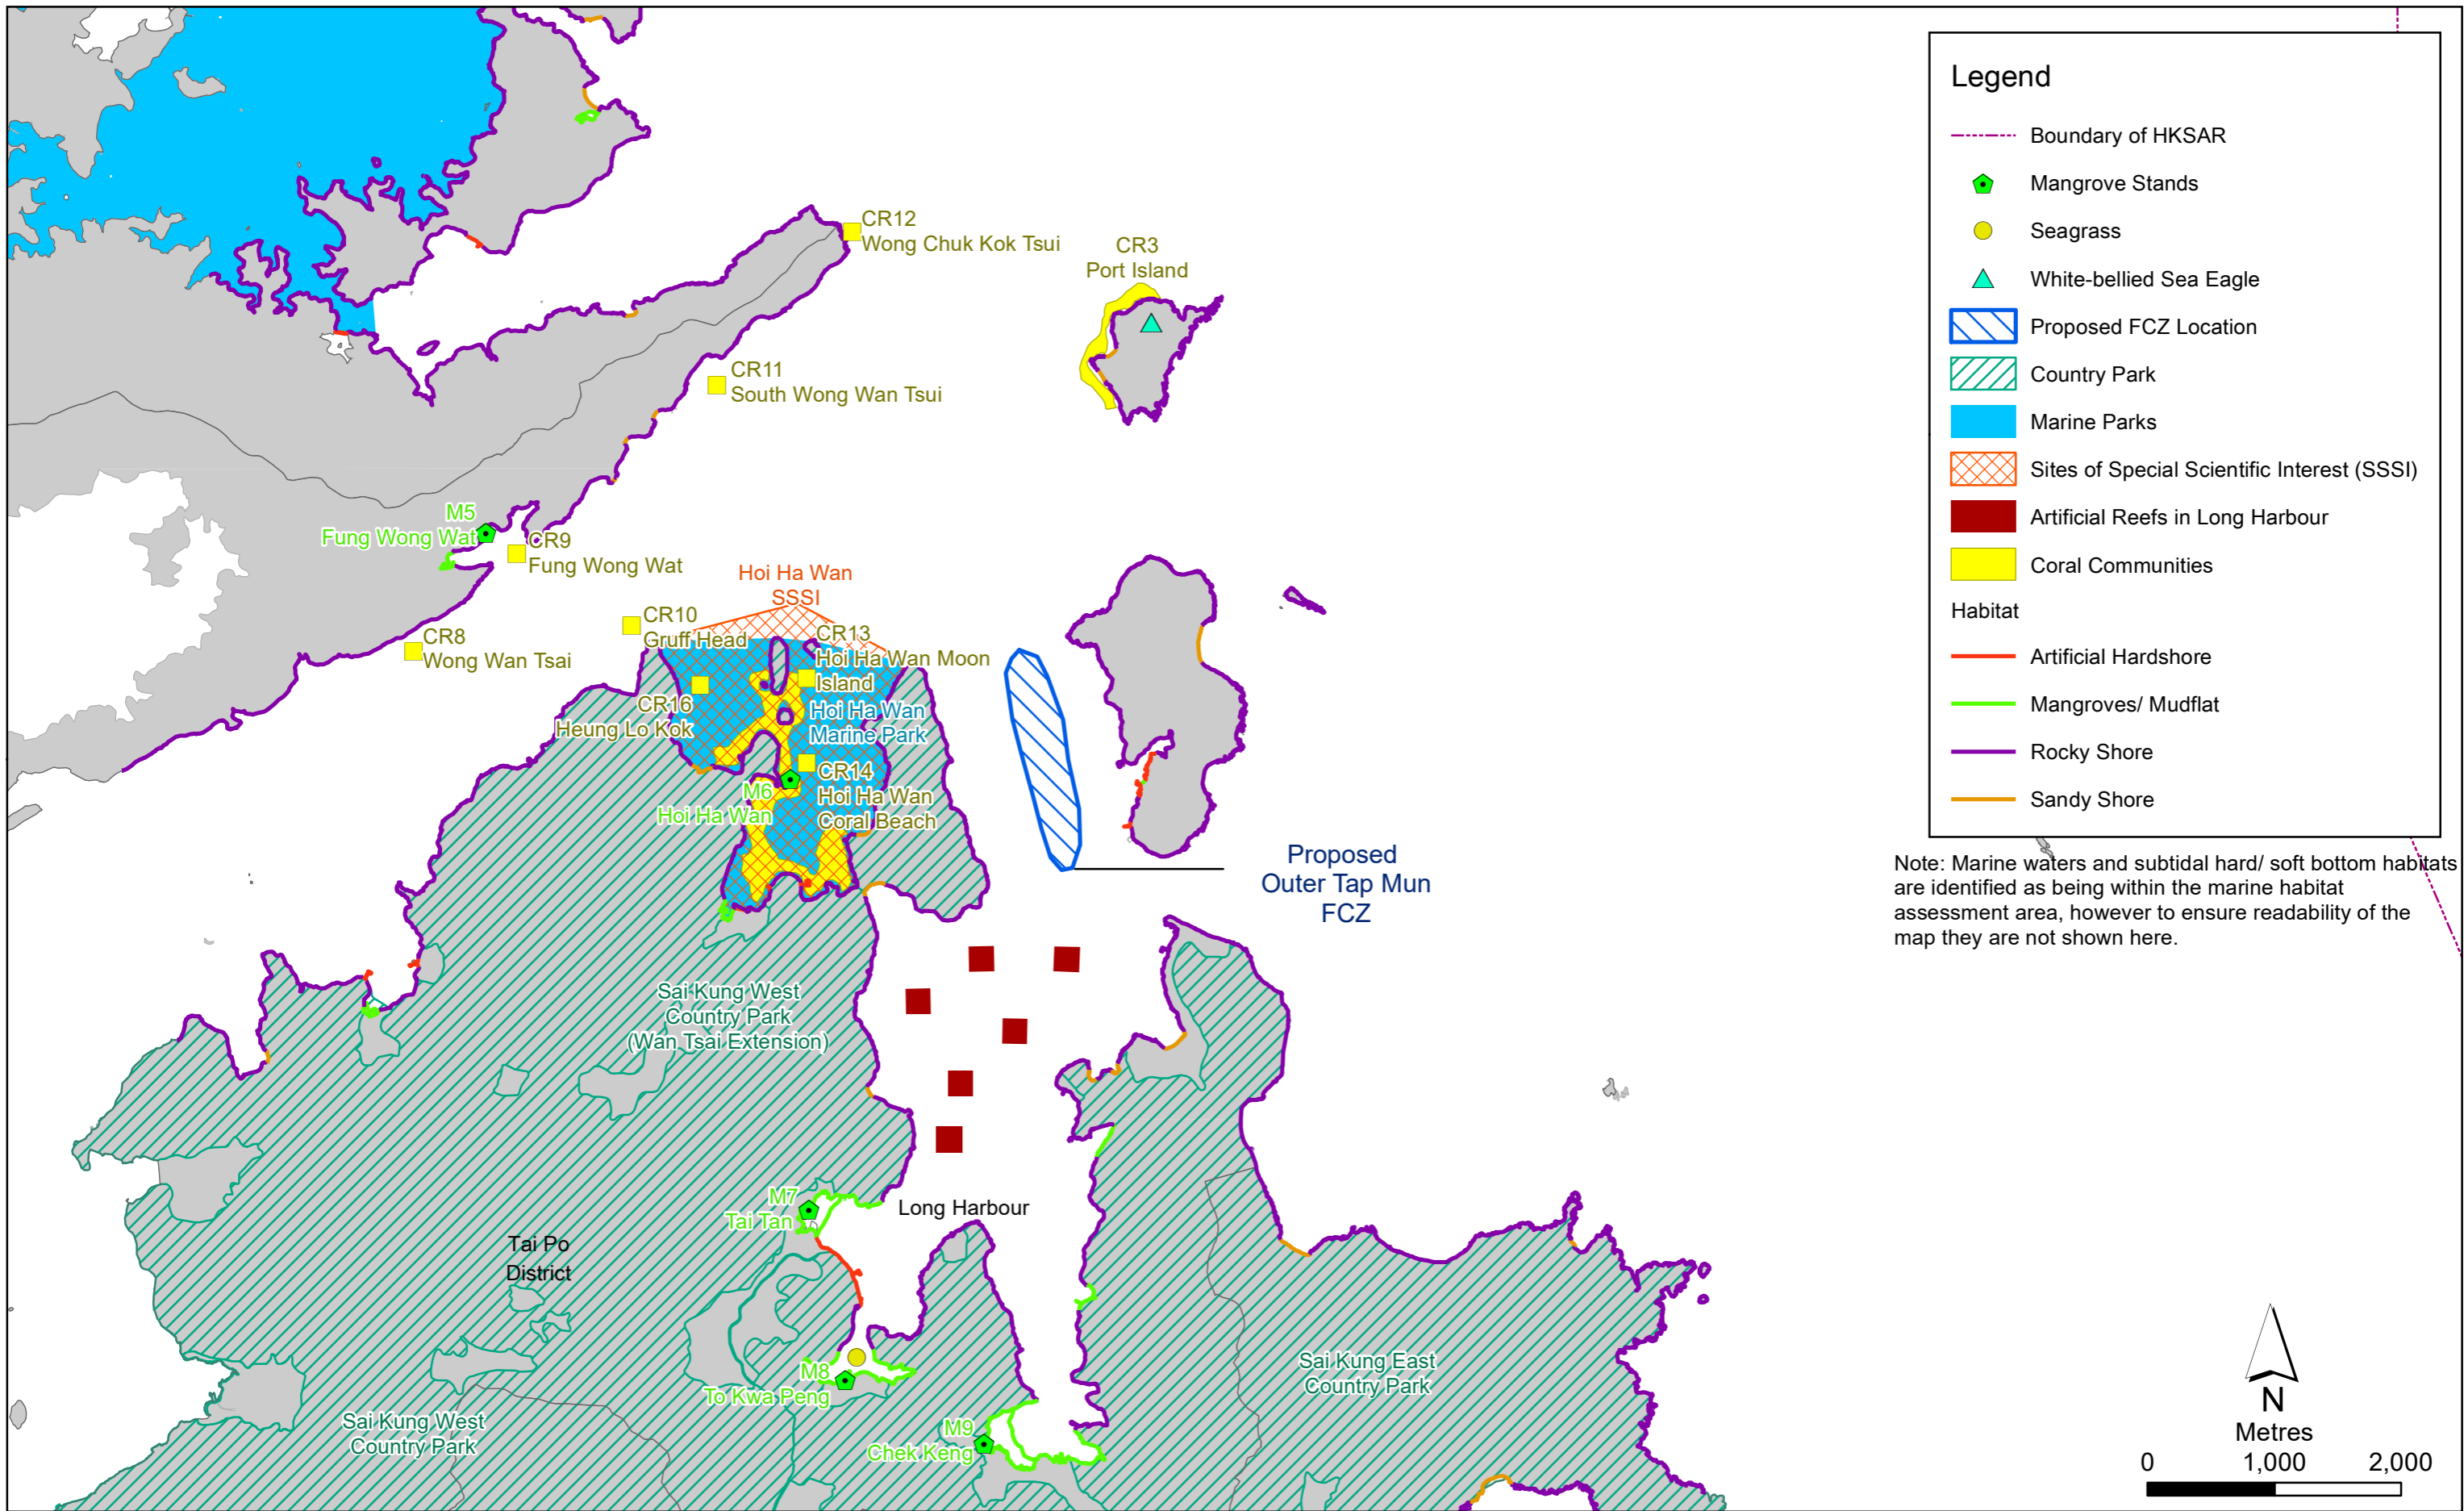 CR12
Wong Chuk Kok Tsui
CR3
Port Island
CR11
South Wong Wan Tsui
M5
Fung Wong Wat
CR9
Fung Wong Wat
Hoi Ha Wan
SSSI
CR10
Gruff Head
CR8
Wong Wan Tsai
CR13
Hoi Ha Wan Moon
Island
CR16
Heung Lo Kok
Hoi Ha Wan
Marine Park
CR14
Hoi Ha Wan
Coral Beach
M6
Hoi Ha Wan
Proposed
Outer Tap Mun
FCZ
Sai Kung West
Country Park
(Wan Tsai Extension)
M7
Tai Tan
Long Harbour
Tai Po
District
M8
To Kwa Peng
Sai Kung East
Country Park
Sai Kung West
Country Park
M9
Chek Keng
Legend
Boundary of HKSAR
Mangrove Stands
Seagrass
White-bellied Sea Eagle
Proposed FCZ Location
Country Park
Marine Parks
Sites of Special Scientific Interest (SSSI)
Artificial Reefs in Long Harbour
Coral Communities
Habitat
Artificial Hardshore
Mangroves/ Mudflat
Rocky Shore
Sandy Shore
Note: Marine waters and subtidal hard/ soft bottom habitats
are identified as being within the marine habitat
assessment area, however to ensure readability of the
map they are not shown here.
N
Metres
0 1,000 2,000